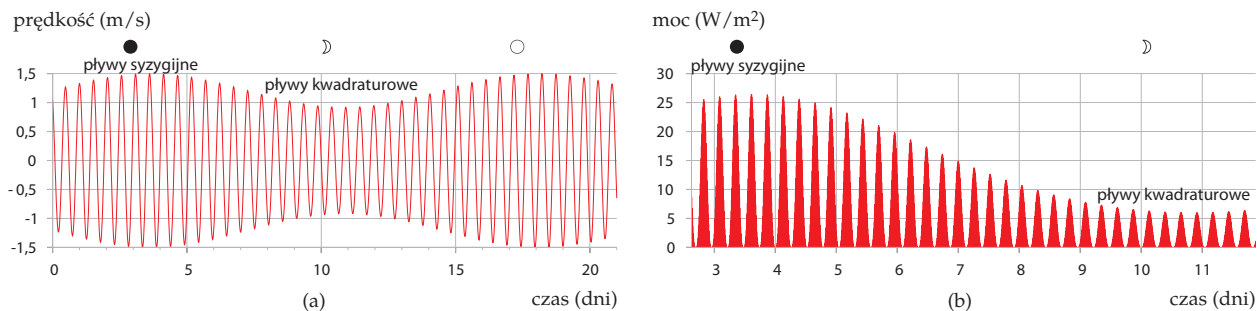 prędkość (m/s)
pływy syzygijne
pływy kwadraturowe
1,5
1
0,5
0
-0,5
-1
-1,5
0 5 10 15 20
(a) czas (dni)
moc (W/m²)
pływy syzygijne
30
25
20
15
10
pływy kwadraturowe
5
0
3 4 5 6 7 8 9 10 11
(b) czas (dni)